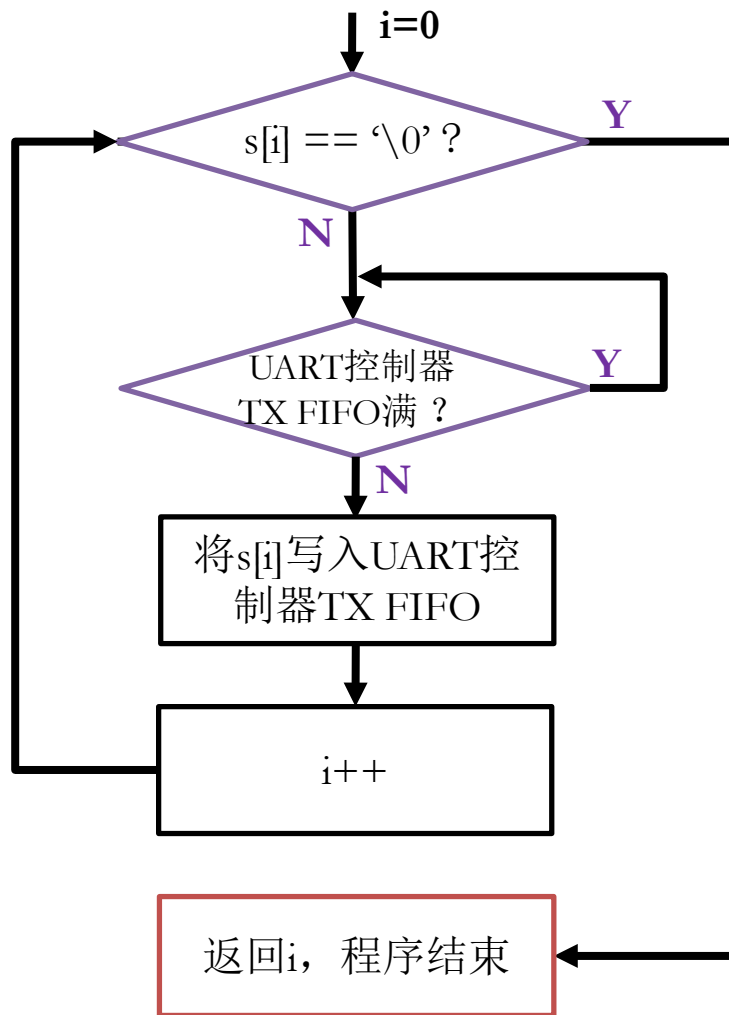 i=0
s[i] == ‘\0’？
Y
N
UART控制器
TX FIFO满 ？
Y
N
将s[i]写入UART控
制器TX FIFO
i++
返回i，程序结束